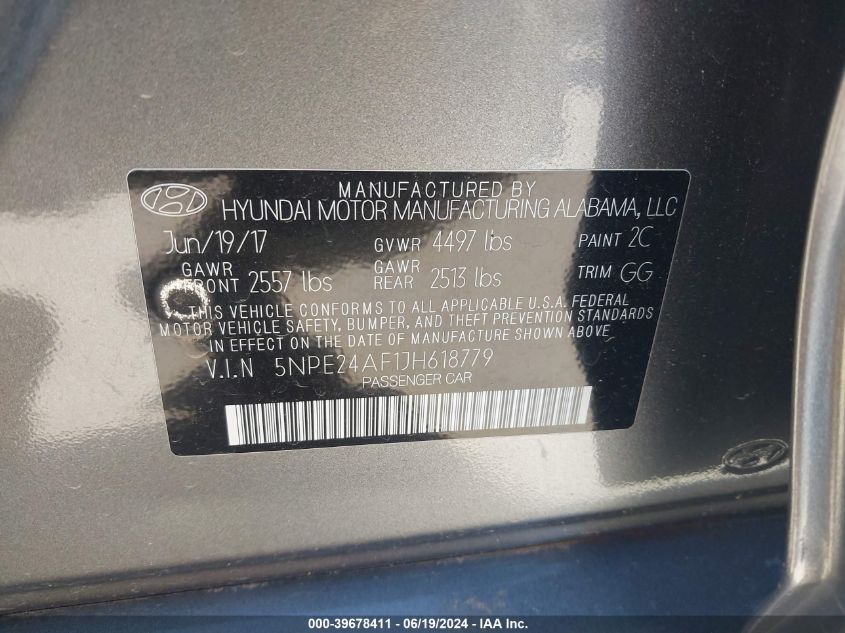 MANUFACTURED BY
HYUNDAI MOTOR MANUFACTURING ALABAMA, LLC
Jun/19/17 GVWR 4497 lbs PAINT 2C
GAWR FRONT 2557 lbs GAWR REAR 2513 lbs TRIM GG
THIS VEHICLE CONFORMS TO ALL APPLICABLE U.S.A. FEDERAL
MOTOR VEHICLE SAFETY, BUMPER, AND THEFT PREVENTION STANDARDS
IN EFFECT ON THE DATE OF MANUFACTURE SHOWN ABOVE.
V.I.N 5NPE24AF1JH618779
PASSENGER CAR
000-39678411 - 06/19/2024 - IAAI.com